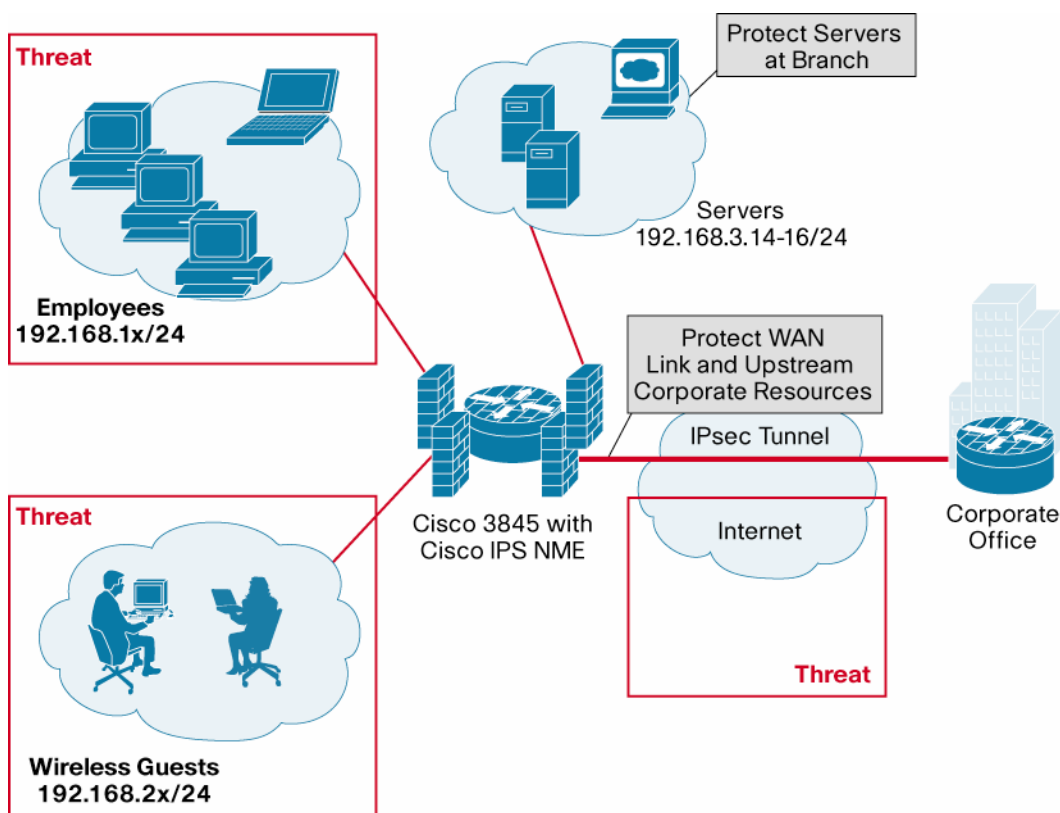 Threat
Employees
192.168.1x/24
Protect Servers
at Branch
Servers
192.168.3.14-16/24
Protect WAN
Link and Upstream
Corporate Resources
IPsec Tunnel
Internet
Threat
Cisco 3845 with
Cisco IPS NME
Corporate
Office
Threat
Wireless Guests
192.168.2x/24